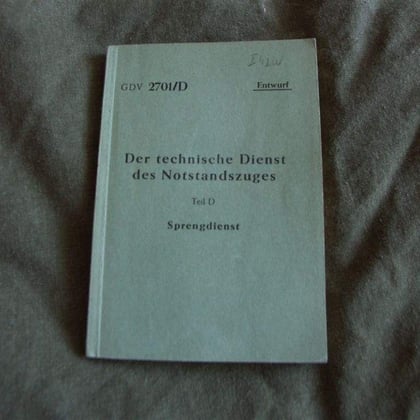 GDV 2701/D
Entwurf
Der technische Dienst
des Notstandszuges
Teil D
Sprengdienst